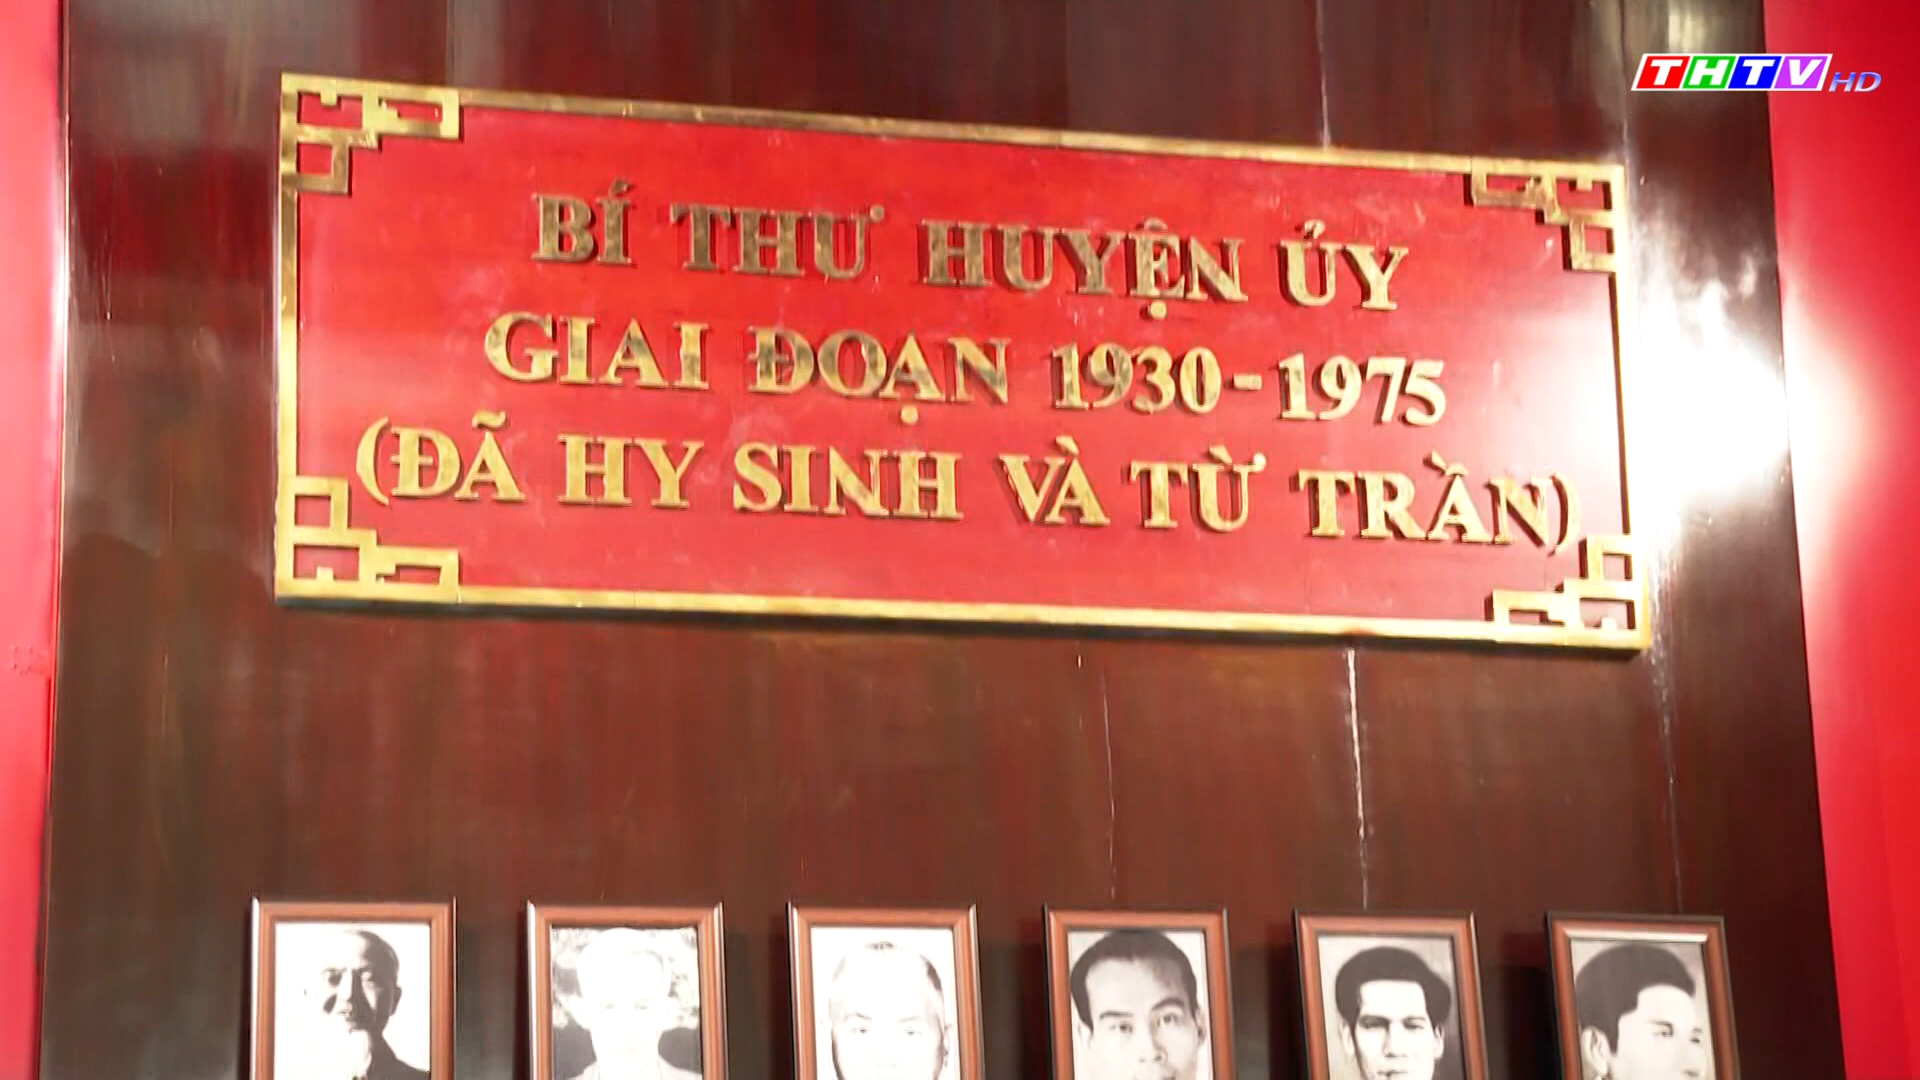 THTV HD
BÍ THƯ HUYỆN ỦY
GIAI ĐOẠN 1930-1975
(ĐÃ HY SINH VÀ TỪ TRẦN)